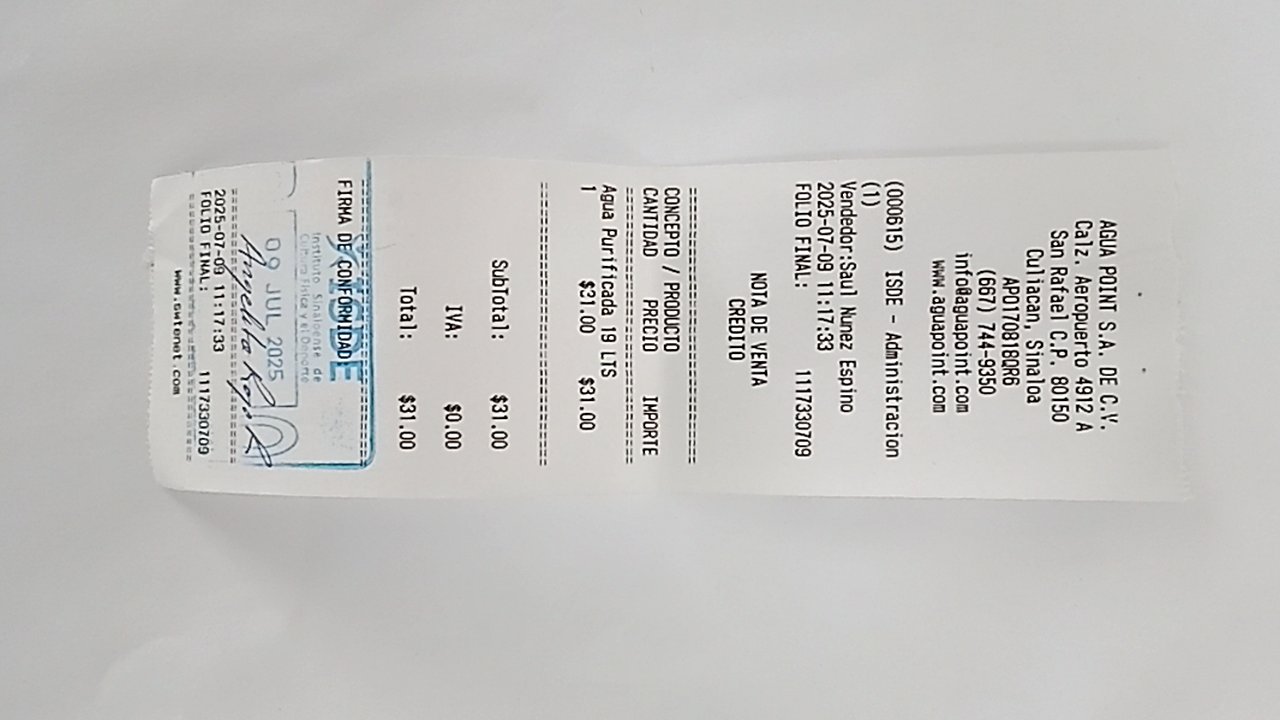 AGUA POINT S.A. DE C.V.
Calz. Aeropuerto 4912 A
San Rafael C.P. 80150
Culiacan, Sinaloa
APO170818QR6
(667) 744-9350
info@aguapoint.com
www.aguapoint.com
(000615) ISDE - Administracion
(1)
Vendedor:Saul Nunez Espino
2025-07-09 11:17:33
FOLIO FINAL: 1117330709
NOTA DE VENTA
CREDITO
================================
CONCEPTO / PRODUCTO
CANTIDAD PRECIO IMPORTE
================================
Agua Purificada 19 LTS
1 $31.00 $31.00
================================
SubTotal: $31.00
IVA: $0.00
Total: $31.00
================================
FIRMA DE CONFORMIDAD
ISDE
Instituto Sinaloense de
Cultura Física y el Deporte
09 JUL 2025
================================
2025-07-09 11:17:33
FOLIO FINAL: 1117330709
================================
www.gwtenet.com